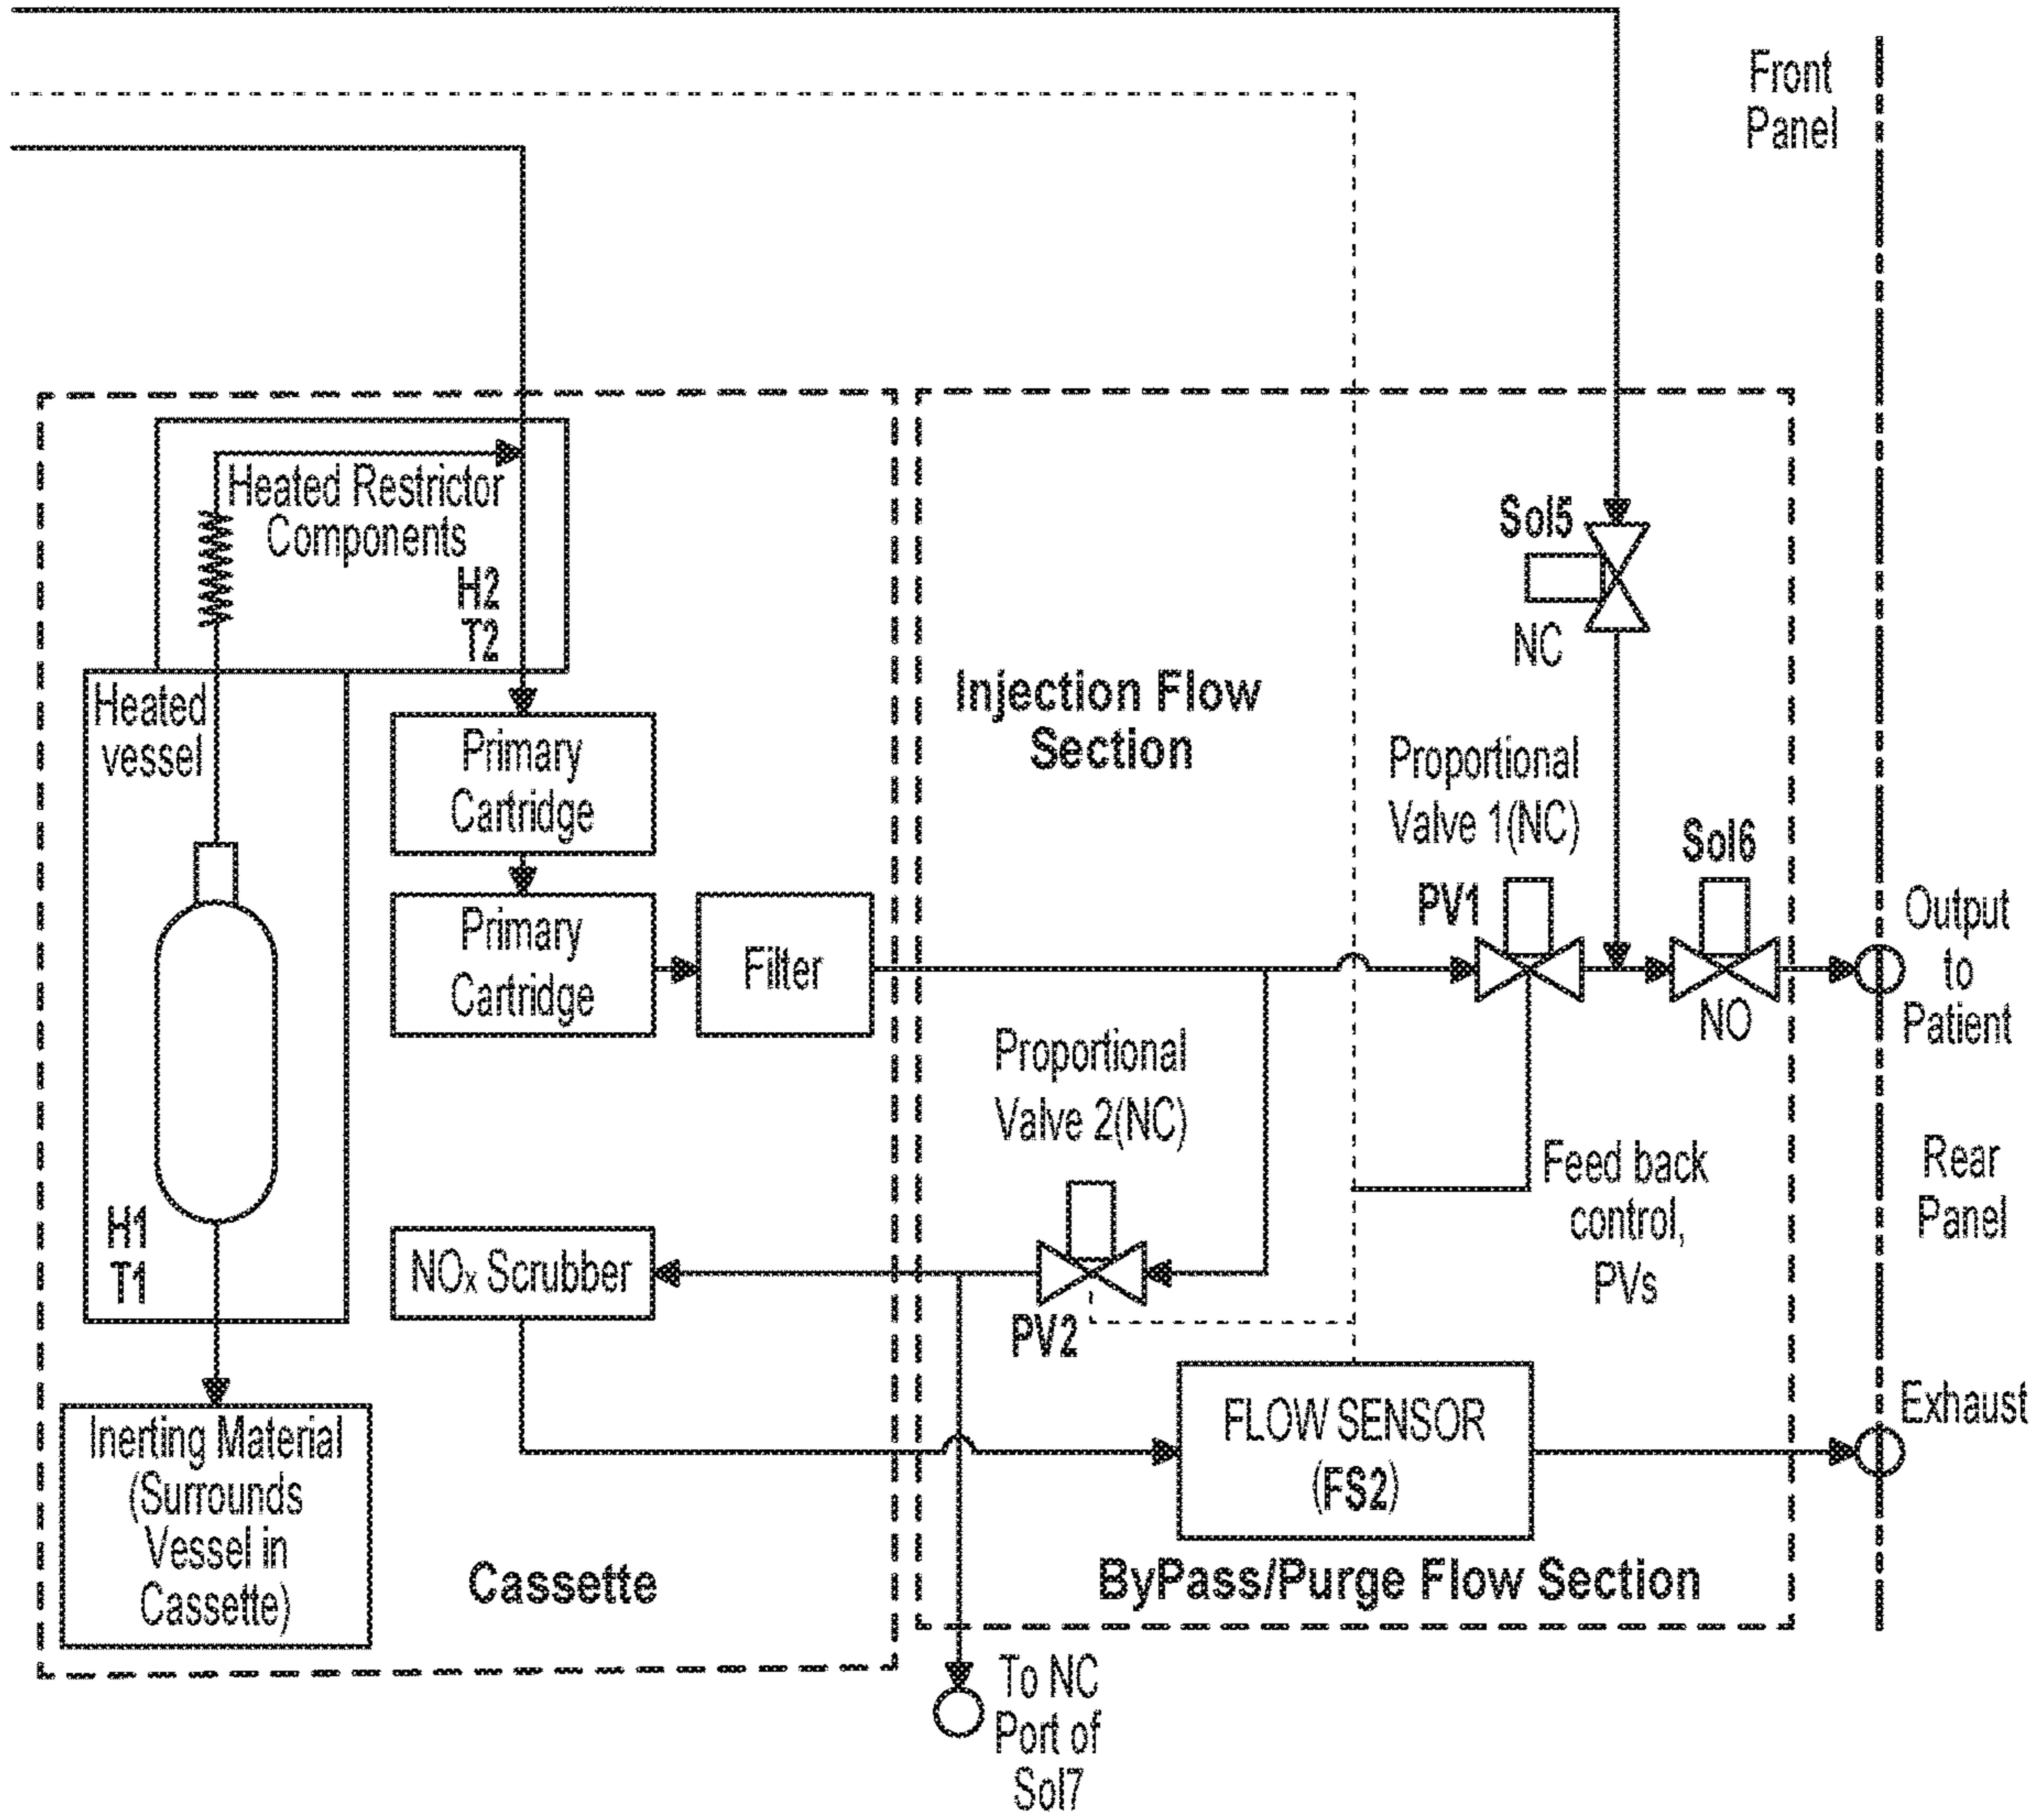 Front
Panel
Heated Restrictor
Components
H2
T2
Sol5
NC
Heated
vessel
Injection Flow
Section
Primary
Cartridge
Proportional
Valve 1(NC)
Sol6
PV1
Primary
Cartridge
Filter
NO
Output
to
Patient
Proportional
Valve 2(NC)
Feed back
control,
PVs
Rear
Panel
H1
T1
NOx Scrubber
PV2
Inerting Material
(Surrounds
Vessel in
Cassette)
FLOW SENSOR
(FS2)
Exhaust
Cassette
ByPass/Purge Flow Section
To NC
Port of
Sol7